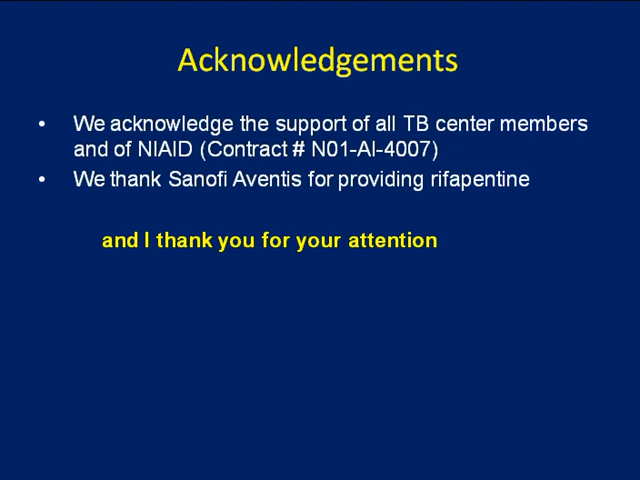 Acknowledgements
• We acknowledge the support of all TB center members
and of NIAID (Contract # N01-AI-4007)
• We thank Sanofi Aventis for providing rifapentine
and I thank you for your attention